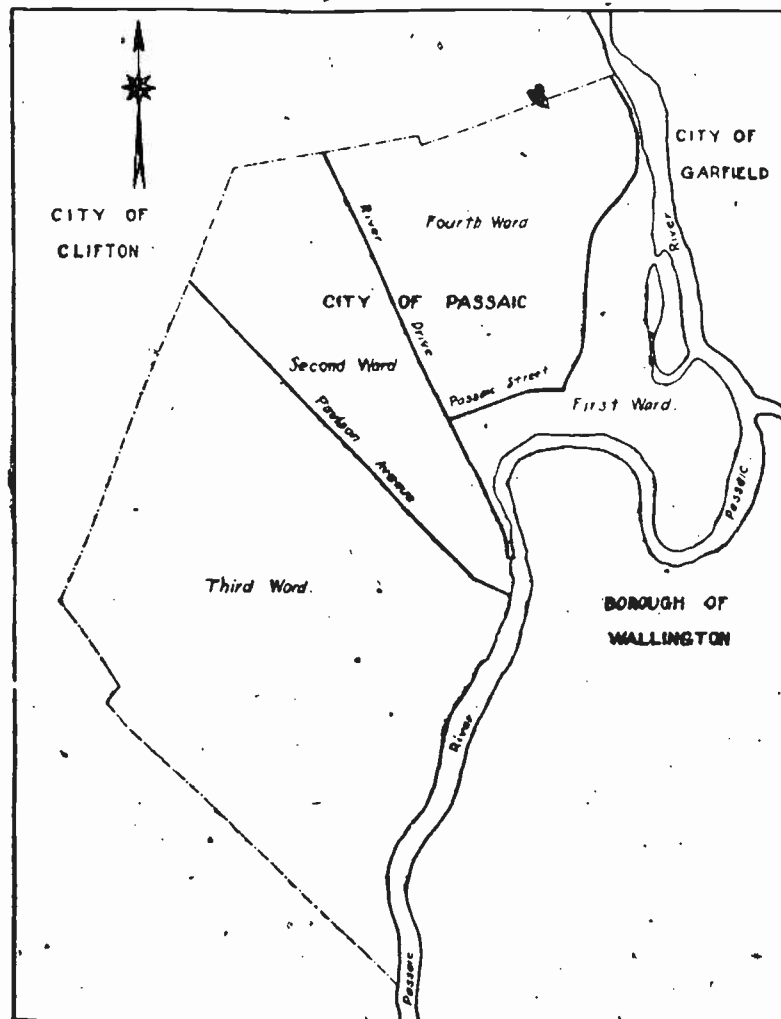 CITY OF
GARFIELD
CITY OF
CLIFTON
River
Fourth Ward
River
CITY OF PASSAIC
Drive
Second Ward
Passaic Street
First Ward.
Avenue
Passaic
Third Ward.
BOROUGH OF
WALLINGTON
River
Passaic